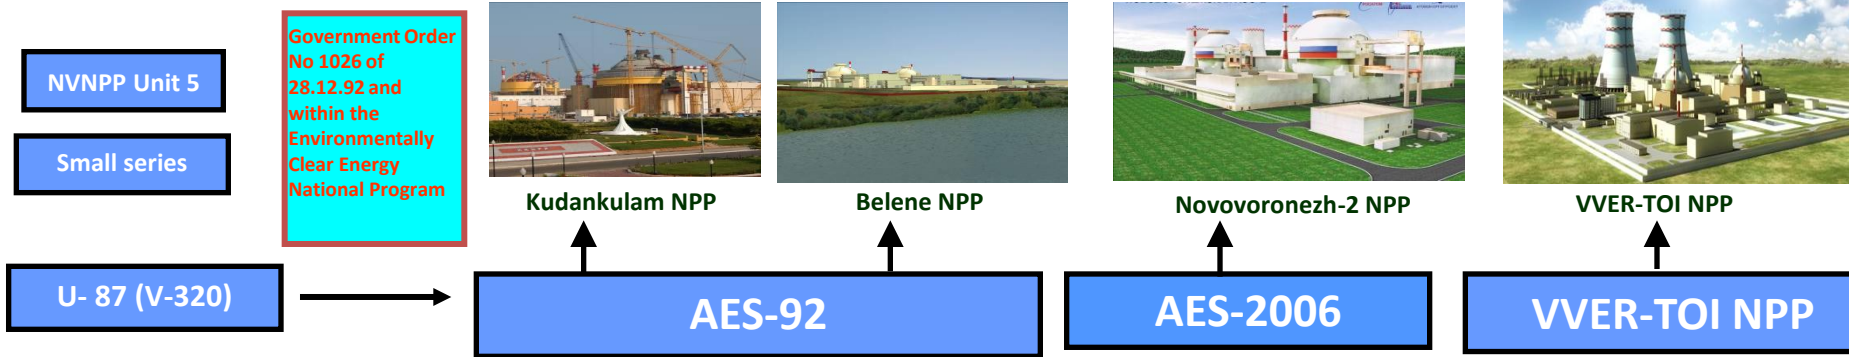 NVNPP Unit 5
Small series
U- 87 (V-320)
Government Order
No 1026 of
28.12.92 and
within the
Environmentally
Clear Energy
National Program
Kudankulam NPP
Belene NPP
Novovoronezh-2 NPP
VVER-TOI NPP
AES-92
AES-2006
VVER-TOI NPP